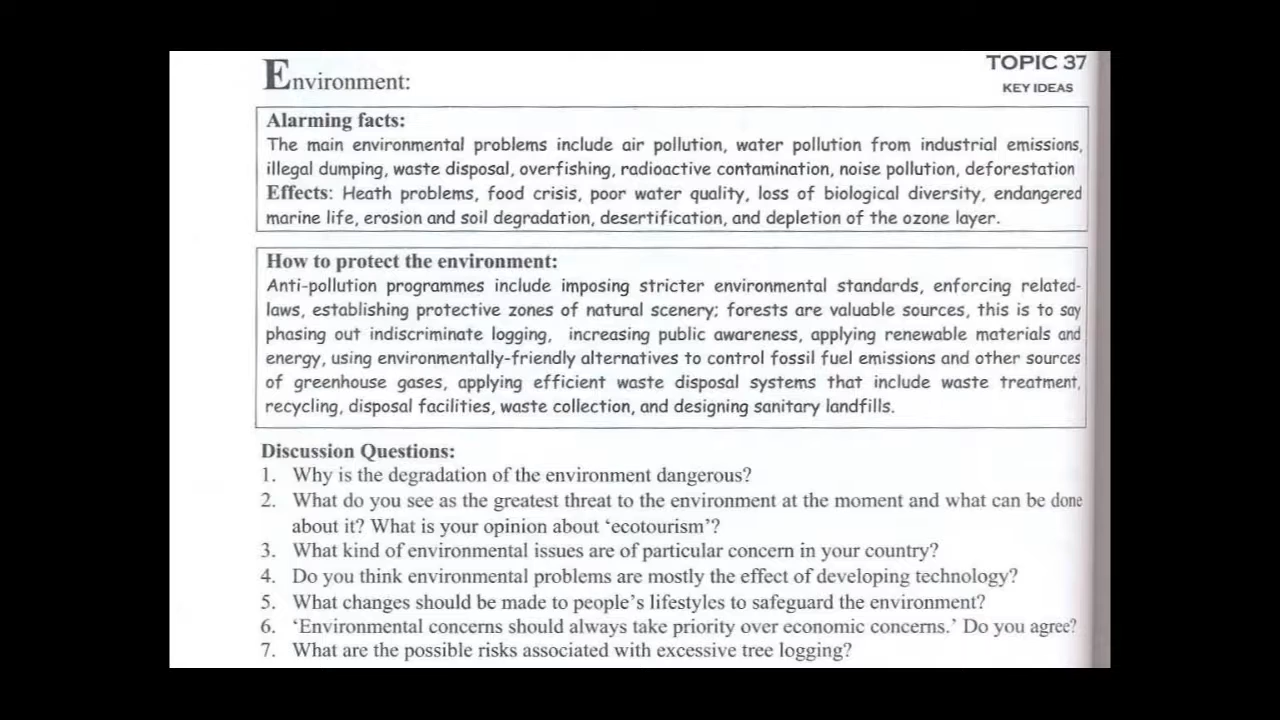 Environment:
TOPIC 37
KEY IDEAS
Alarming facts:
The main environmental problems include air pollution, water pollution from industrial emissions,
illegal dumping, waste disposal, overfishing, radioactive contamination, noise pollution, deforestation
Effects: Heath problems, food crisis, poor water quality, loss of biological diversity, endangered
marine life, erosion and soil degradation, desertification, and depletion of the ozone layer.
How to protect the environment:
Anti-pollution programmes include imposing stricter environmental standards, enforcing related-
laws, establishing protective zones of natural scenery; forests are valuable sources, this is to say
phasing out indiscriminate logging, increasing public awareness, applying renewable materials and
energy, using environmentally-friendly alternatives to control fossil fuel emissions and other sources
of greenhouse gases, applying efficient waste disposal systems that include waste treatment,
recycling, disposal facilities, waste collection, and designing sanitary landfills.
Discussion Questions:
1. Why is the degradation of the environment dangerous?
2. What do you see as the greatest threat to the environment at the moment and what can be done
about it? What is your opinion about ‘ecotourism’?
3. What kind of environmental issues are of particular concern in your country?
4. Do you think environmental problems are mostly the effect of developing technology?
5. What changes should be made to people’s lifestyles to safeguard the environment?
6. ‘Environmental concerns should always take priority over economic concerns.’ Do you agree?
7. What are the possible risks associated with excessive tree logging?